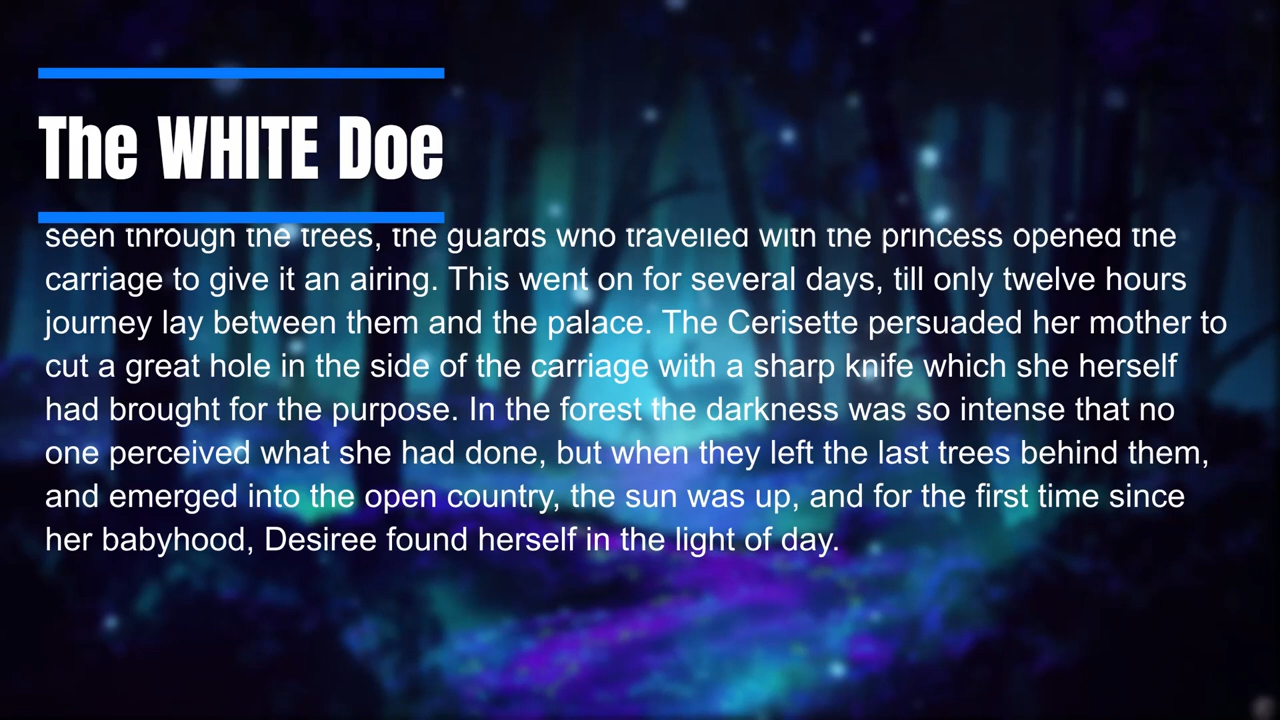 The WHITE Doe
seen through the trees, the guards who travelled with the princess opened the
carriage to give it an airing. This went on for several days, till only twelve hours
journey lay between them and the palace. The Cerisette persuaded her mother to
cut a great hole in the side of the carriage with a sharp knife which she herself
had brought for the purpose. In the forest the darkness was so intense that no
one perceived what she had done, but when they left the last trees behind them,
and emerged into the open country, the sun was up, and for the first time since
her babyhood, Desiree found herself in the light of day.